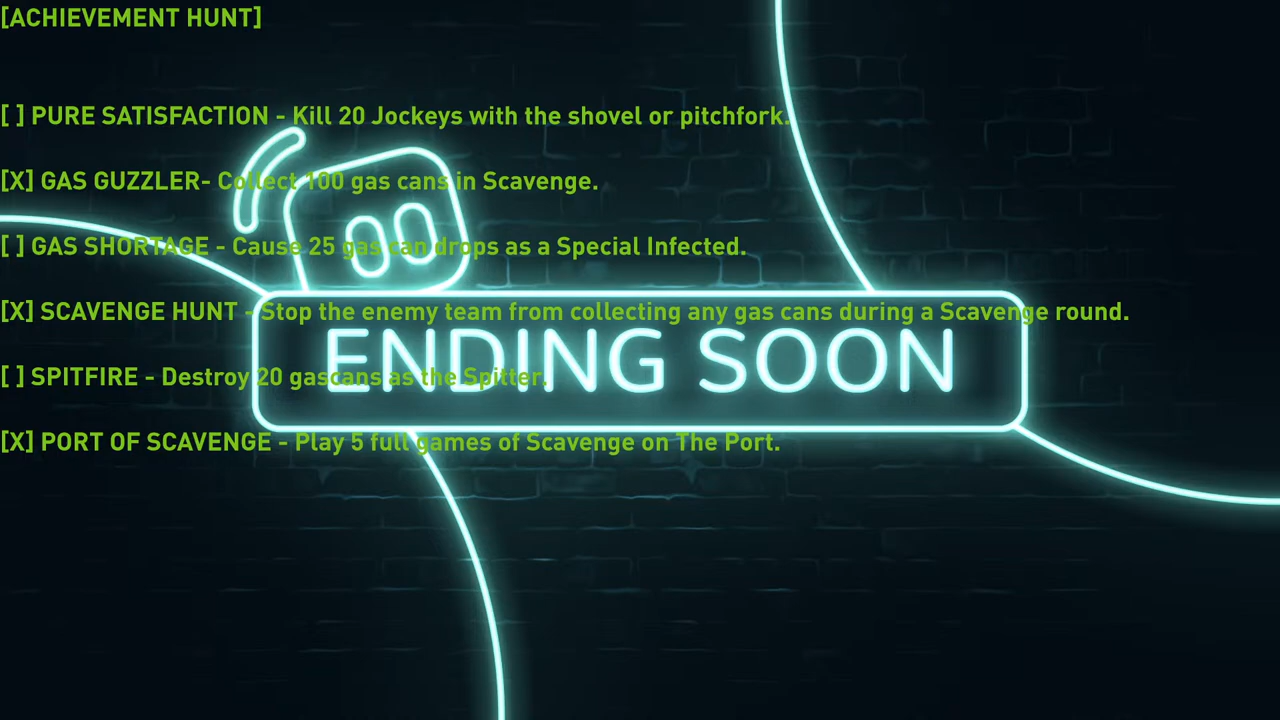 [ACHIEVEMENT HUNT]
[ ] PURE SATISFACTION - Kill 20 Jockeys with the shovel or pitchfork.
[X] GAS GUZZLER- Collect 100 gas cans in Scavenge.
[ ] GAS SHORTAGE - Cause 25 gas can drops as a Special Infected.
[X] SCAVENGE HUNT - Stop the enemy team from collecting any gas cans during a Scavenge round.
ENDING SOON
[ ] SPITFIRE - Destroy 20 gascans as the Spitter.
[X] PORT OF SCAVENGE - Play 5 full games of Scavenge on The Port.